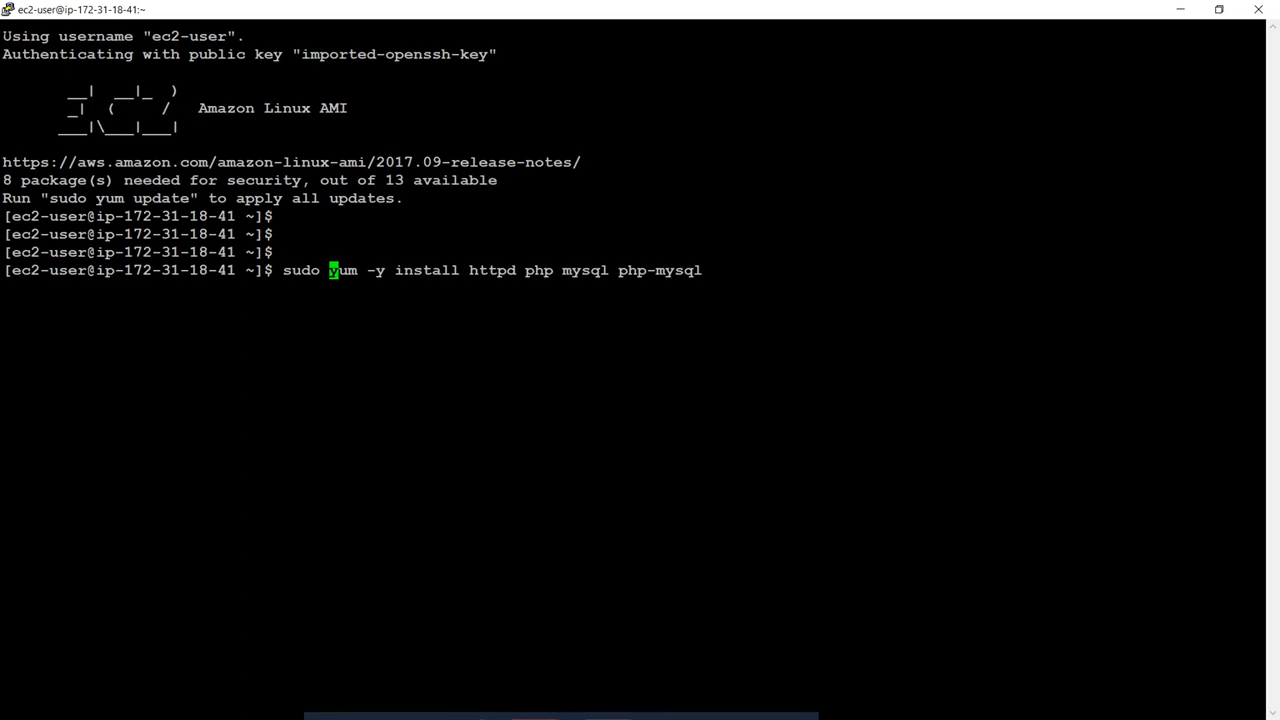 ec2-user@ip-172-31-18-41:~
Using username "ec2-user".
Authenticating with public key "imported-openssh-key"
__|  __|_  )
_|  (     /   Amazon Linux AMI
___|\___|___|
https://aws.amazon.com/amazon-linux-ami/2017.09-release-notes/
8 package(s) needed for security, out of 13 available
Run "sudo yum update" to apply all updates.
[ec2-user@ip-172-31-18-41 ~]$
[ec2-user@ip-172-31-18-41 ~]$
[ec2-user@ip-172-31-18-41 ~]$
[ec2-user@ip-172-31-18-41 ~]$ sudo yum -y install httpd php mysql php-mysql